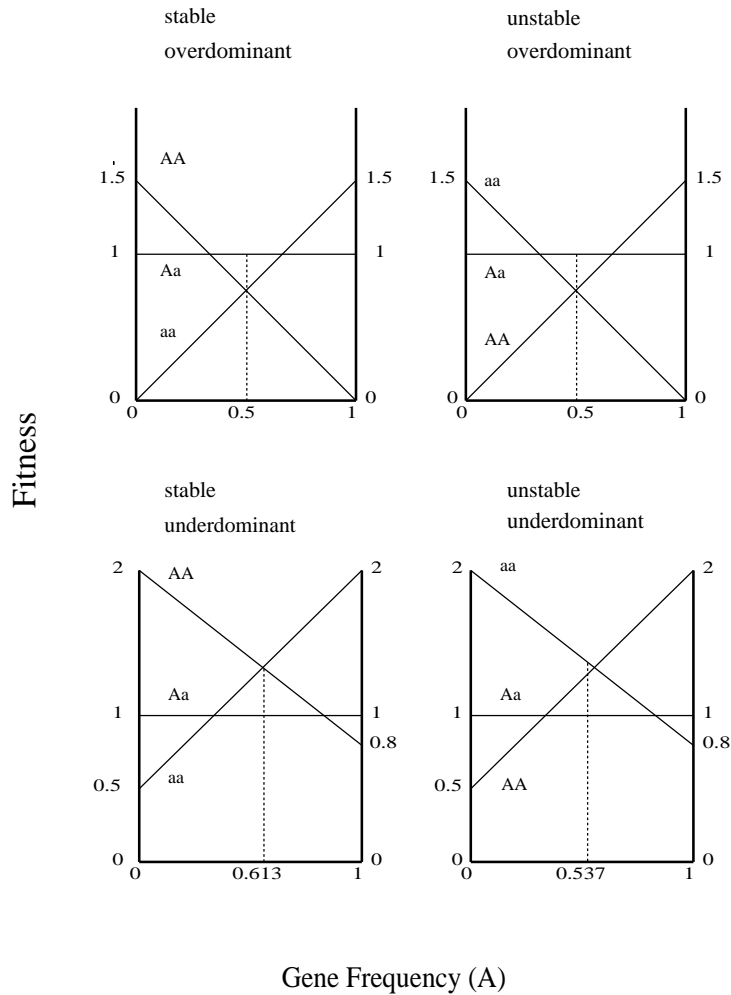 stable
overdominant
AA
1.5 1.5
1 1
Aa
aa
0 0
0 0.5 1
unstable
overdominant
aa
1.5 1.5
1 1
Aa
AA
0 0
0 0.5 1
Fitness
stable
underdominant
2 2
AA
Aa
1 1
0.8
aa
0.5
0 0
0 0.613 1
unstable
underdominant
aa
2 2
Aa
1 1
0.8
0.5
AA
0 0
0 0.537 1
Gene Frequency (A)